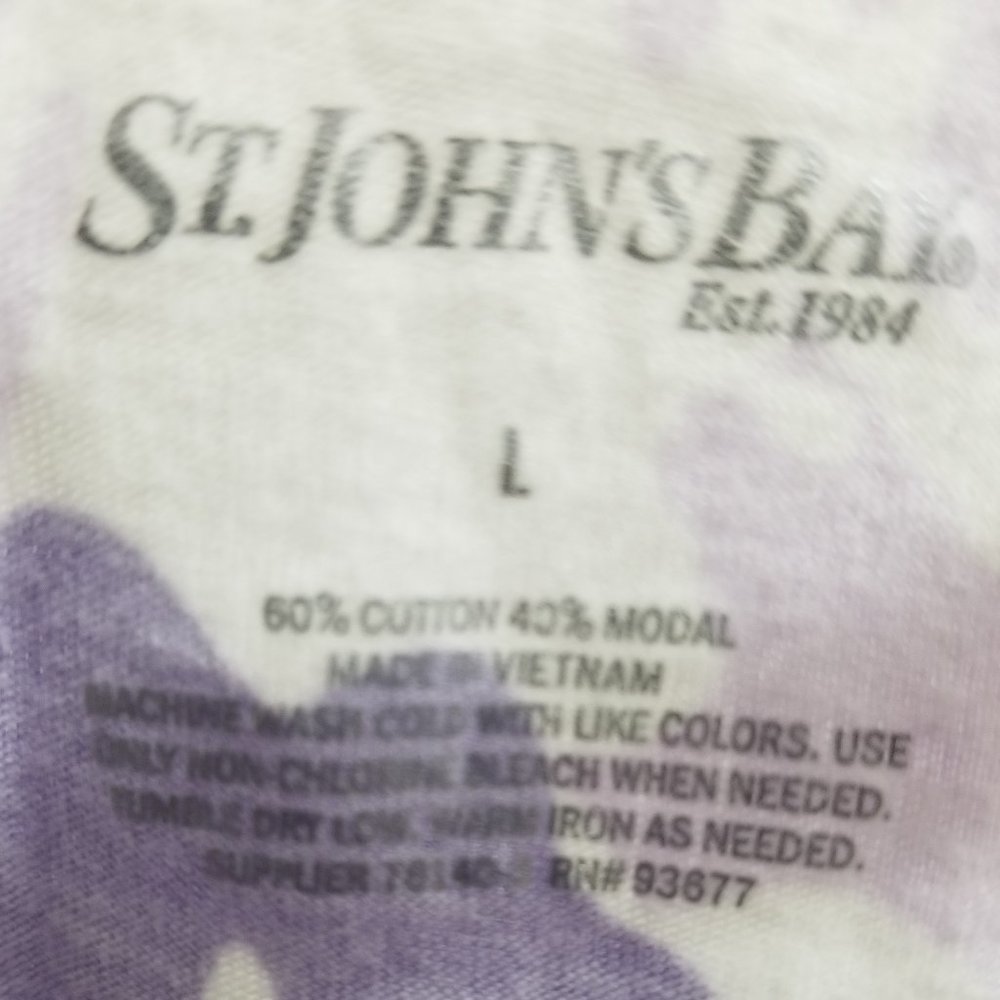 ST. JOHN'S BAY®
Est. 1984
L
60% COTTON 40% MODAL
MADE IN VIETNAM
MACHINE WASH COLD WITH LIKE COLORS. USE
ONLY NON-CHLORINE BLEACH WHEN NEEDED.
TUMBLE DRY LOW. WARM IRON AS NEEDED.
SUPPLIER RN# 93677